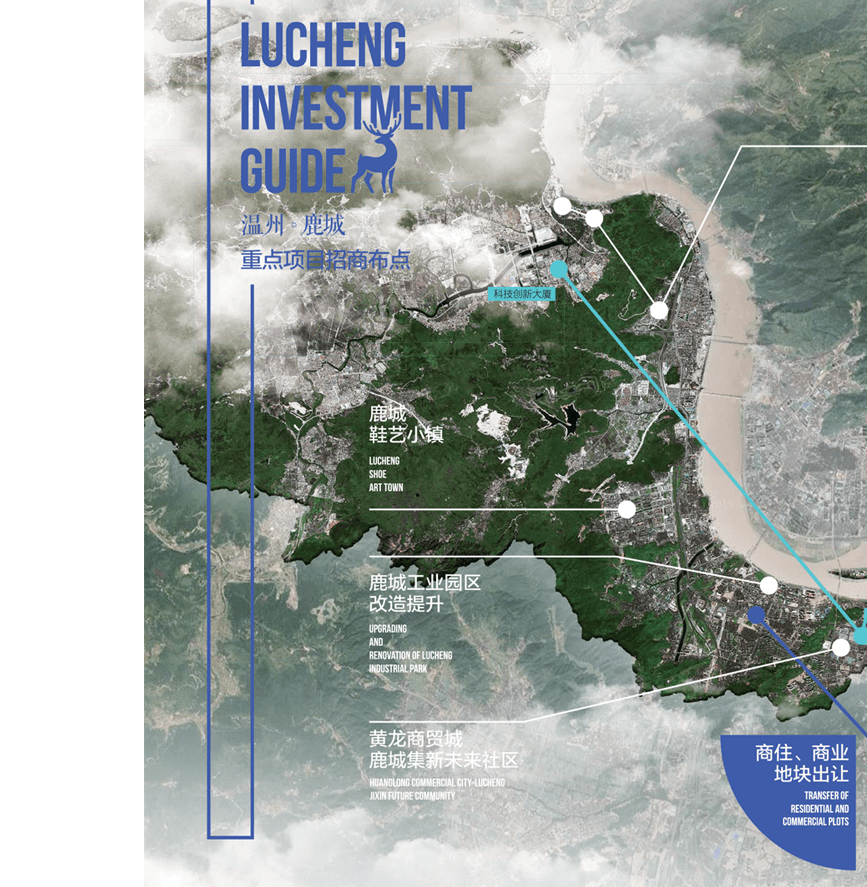 LUCHENG
INVESTMENT
GUIDE
温州·鹿城
重点项目招商布点
科技创新大厦
鹿城
鞋艺小镇
LUCHENG
SHOE
ART TOWN
鹿城工业园区
改造提升
UPGRADING
AND
RENOVATION OF LUCHENG
INDUSTRIAL PARK
黄龙商贸城
鹿城集新未来社区
HUANGLONG COMMERCIAL CITY-LUCHENG
JIXIN FUTURE COMMUNITY
商住、商业
地块出让
TRANSFER OF
RESIDENTIAL AND
COMMERCIAL PLOTS